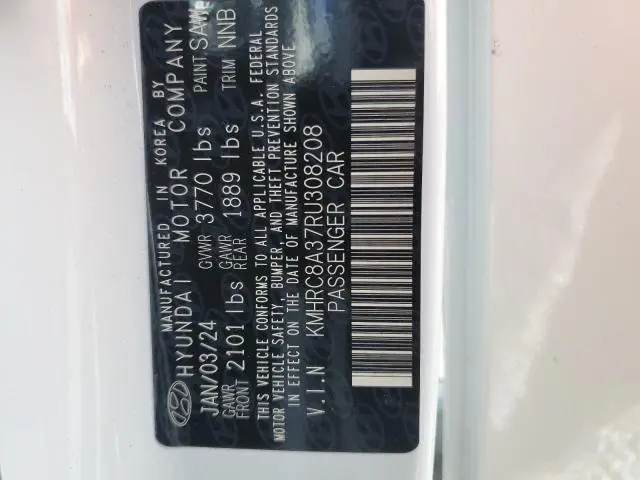 MANUFACTURED IN KOREA BY
HYUNDAI MOTOR COMPANY
JAN/03/24 GVWR 3770 lbs PAINT SAW
GAWR FRONT 2101 lbs GAWR REAR 1889 lbs TRIM NNB
THIS VEHICLE CONFORMS TO ALL APPLICABLE U.S.A. FEDERAL
MOTOR VEHICLE SAFETY, BUMPER, AND THEFT PREVENTION STANDARDS
IN EFFECT ON THE DATE OF MANUFACTURE SHOWN ABOVE
V.I.N KMHRC8A37RU308208
PASSENGER CAR